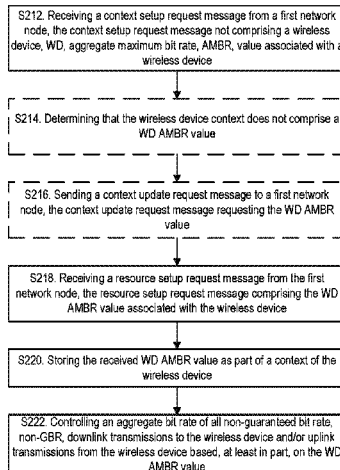 S212. Receiving a context setup request message from a first network
node, the context setup request message not comprising a wireless
device, WD, aggregate maximum bit rate, AMBR, value associated with a
wireless device
S214. Determining that the wireless device context does not comprise a
WD AMBR value
S216. Sending a context update request message to a first network
node, the context update request message requesting the WD AMBR
value
S218. Receiving a resource setup request message from the first
network node, the resource setup request message comprising the WD
AMBR value associated with the wireless device
S220. Storing the received WD AMBR value as part of a context of the
wireless device
S222. Controlling an aggregate bit rate of all non-guaranteed bit rate,
non-GBR, downlink transmissions to the wireless device and/or uplink
transmissions from the wireless device based, at least in part, on the WD
AMBR value